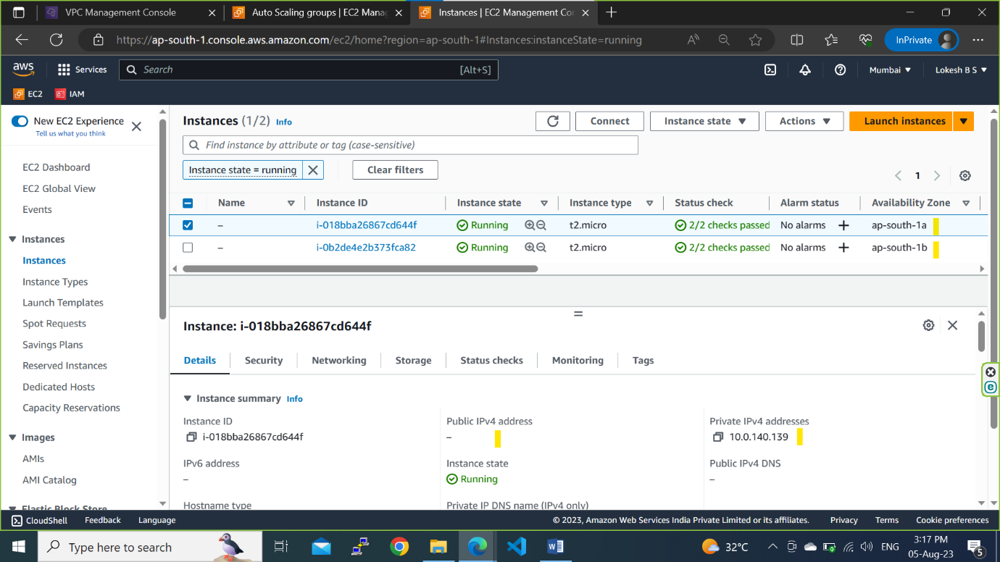 VPC Management Console
Auto Scaling groups | EC2 Manag
Instances | EC2 Management Con
https://ap-south-1.console.aws.amazon.com/ec2/home?region=ap-south-1#Instances:instanceState=running
InPrivate
aws
Services
Search
[Alt+S]
Mumbai
Lokesh B S
EC2
IAM
New EC2 Experience
Tell us what you think
EC2 Dashboard
EC2 Global View
Events
Instances
Instances
Instance Types
Launch Templates
Spot Requests
Savings Plans
Reserved Instances
Dedicated Hosts
Capacity Reservations
Images
AMIs
AMI Catalog
Elastic Block Store
Instances (1/2) Info
Connect
Instance state
Actions
Launch instances
Find instance by attribute or tag (case-sensitive)
Instance state = running
Clear filters
1
Name Instance ID Instance state Instance type Status check Alarm status Availability Zone
– i-018bba26867cd644f Running t2.micro 2/2 checks passed No alarms ap-south-1a
– i-0b2de4e2b373fca82 Running t2.micro 2/2 checks passed No alarms ap-south-1b
Instance: i-018bba26867cd644f
Details Security Networking Storage Status checks Monitoring Tags
Instance summary Info
Instance ID
i-018bba26867cd644f
Public IPv4 address
–
Private IPv4 addresses
10.0.140.139
IPv6 address
–
Instance state
Running
Public IPv4 DNS
–
Hostname type
Private IP DNS name (IPv4 only)
CloudShell Feedback Language
© 2023, Amazon Web Services India Private Limited or its affiliates. Privacy Terms Cookie preferences
Type here to search
32°C
ENG
3:17 PM
05-Aug-23
5